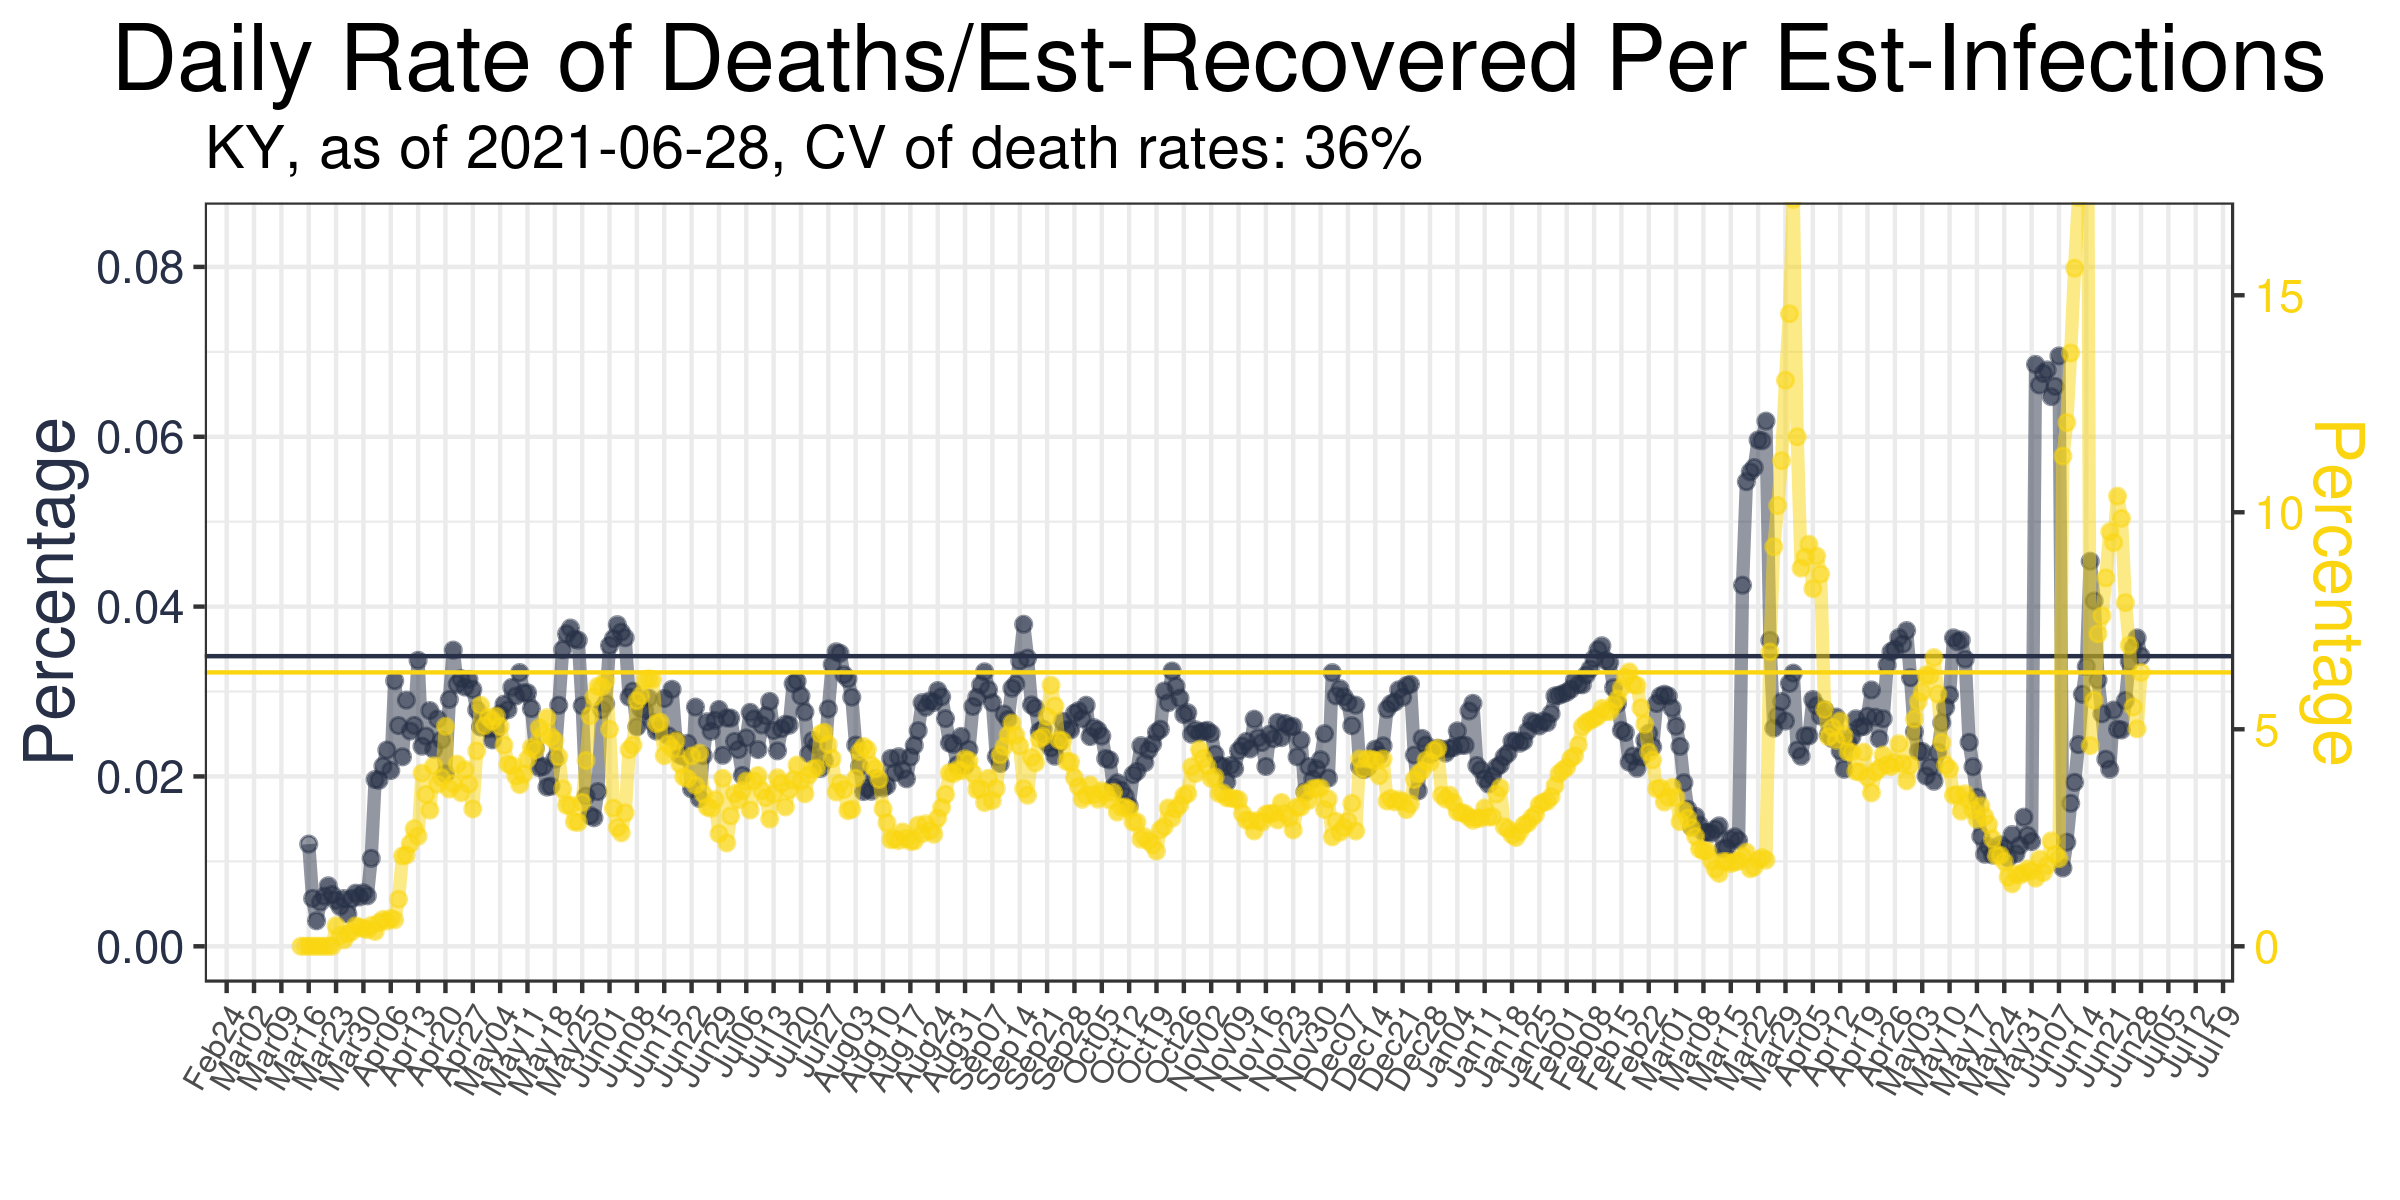 Daily Rate of Deaths/Est-Recovered Per Est-Infections
KY, as of 2021-06-28, CV of death rates: 36%
Percentage
0.08
0.06
0.04
0.02
0.00
15
10
5
0
Percentage
Feb24
Mar02
Mar09
Mar16
Mar23
Mar30
Apr06
Apr13
Apr20
Apr27
May04
May11
May18
May25
Jun01
Jun08
Jun15
Jun22
Jun29
Jul06
Jul13
Jul20
Jul27
Aug03
Aug10
Aug17
Aug24
Aug31
Sep07
Sep14
Sep21
Sep28
Oct05
Oct12
Oct19
Oct26
Nov02
Nov09
Nov16
Nov23
Nov30
Dec07
Dec14
Dec21
Dec28
Jan04
Jan11
Jan18
Jan25
Feb01
Feb08
Feb15
Feb22
Mar01
Mar08
Mar15
Mar22
Mar29
Apr05
Apr12
Apr19
Apr26
May03
May10
May17
May24
May31
Jun07
Jun14
Jun21
Jun28
Jul05
Jul12
Jul19